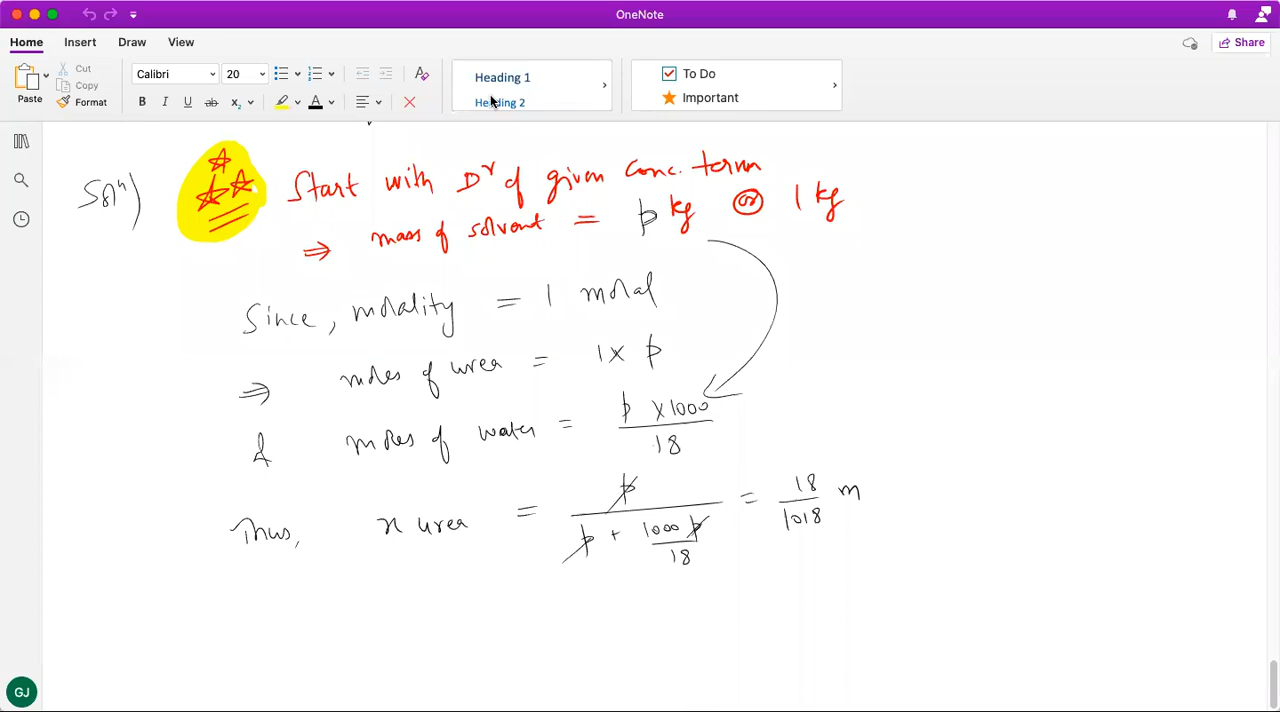 OneNote
Home Insert Draw View
Share
Paste
Cut
Copy
Format
Calibri 20
B I U ab x₂ A
Heading 1
Heading 2
To Do
Important
Solⁿ)
Start with Dʳ of given conc. term
⇒ mass of solvent = p kg or 1 kg
Since, molality = 1 molal
⇒ moles of urea = 1 x p
& moles of water = p x 1000 / 18
Thus, x urea = p / (p + 1000 p / 18) = 18 / 1018 m
GJ